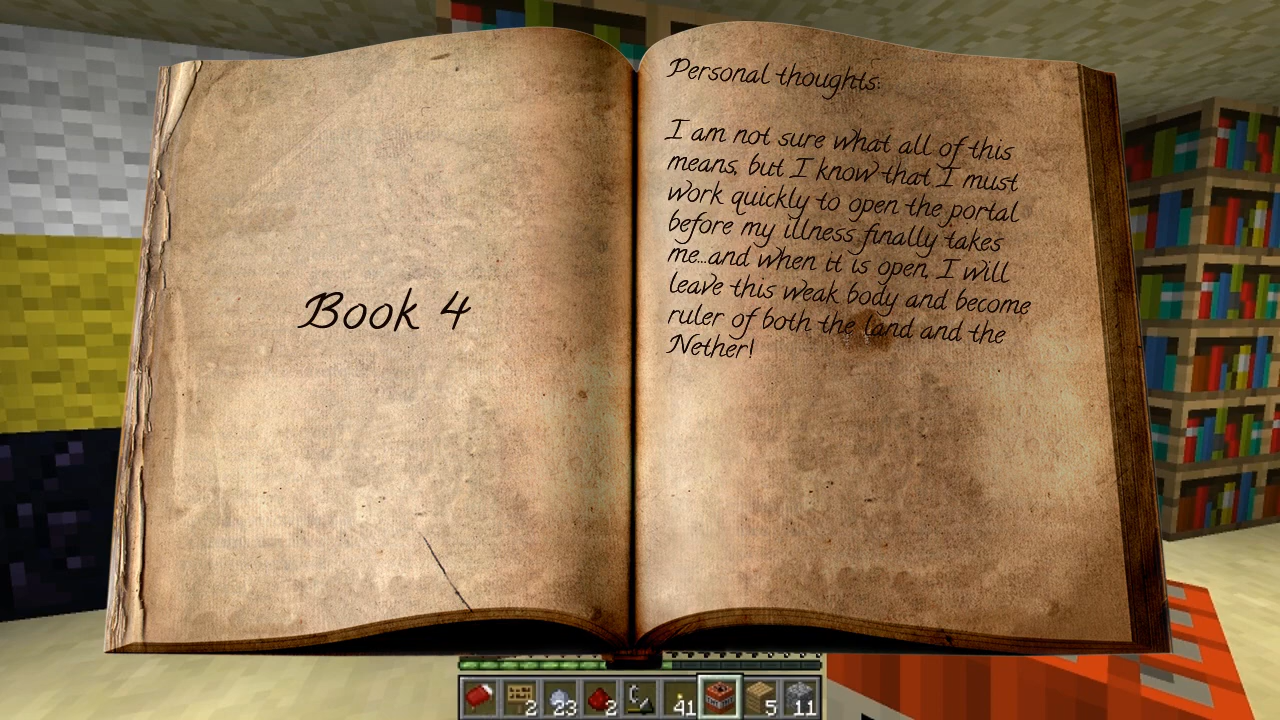 Book 4
Personal thoughts:
I am not sure what all of this
means, but I know that I must
work quickly to open the portal
before my illness finally takes
me...and when it is open, I will
leave this weak body and become
ruler of both the land and the
Nether!
2
23
2
41
5
11